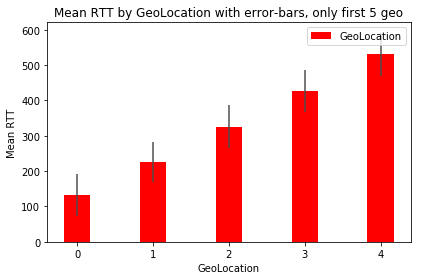 Mean RTT by GeoLocation with error-bars, only first 5 geo
GeoLocation
600
500
400
300
200
100
0
Mean RTT
0 1 2 3 4
GeoLocation